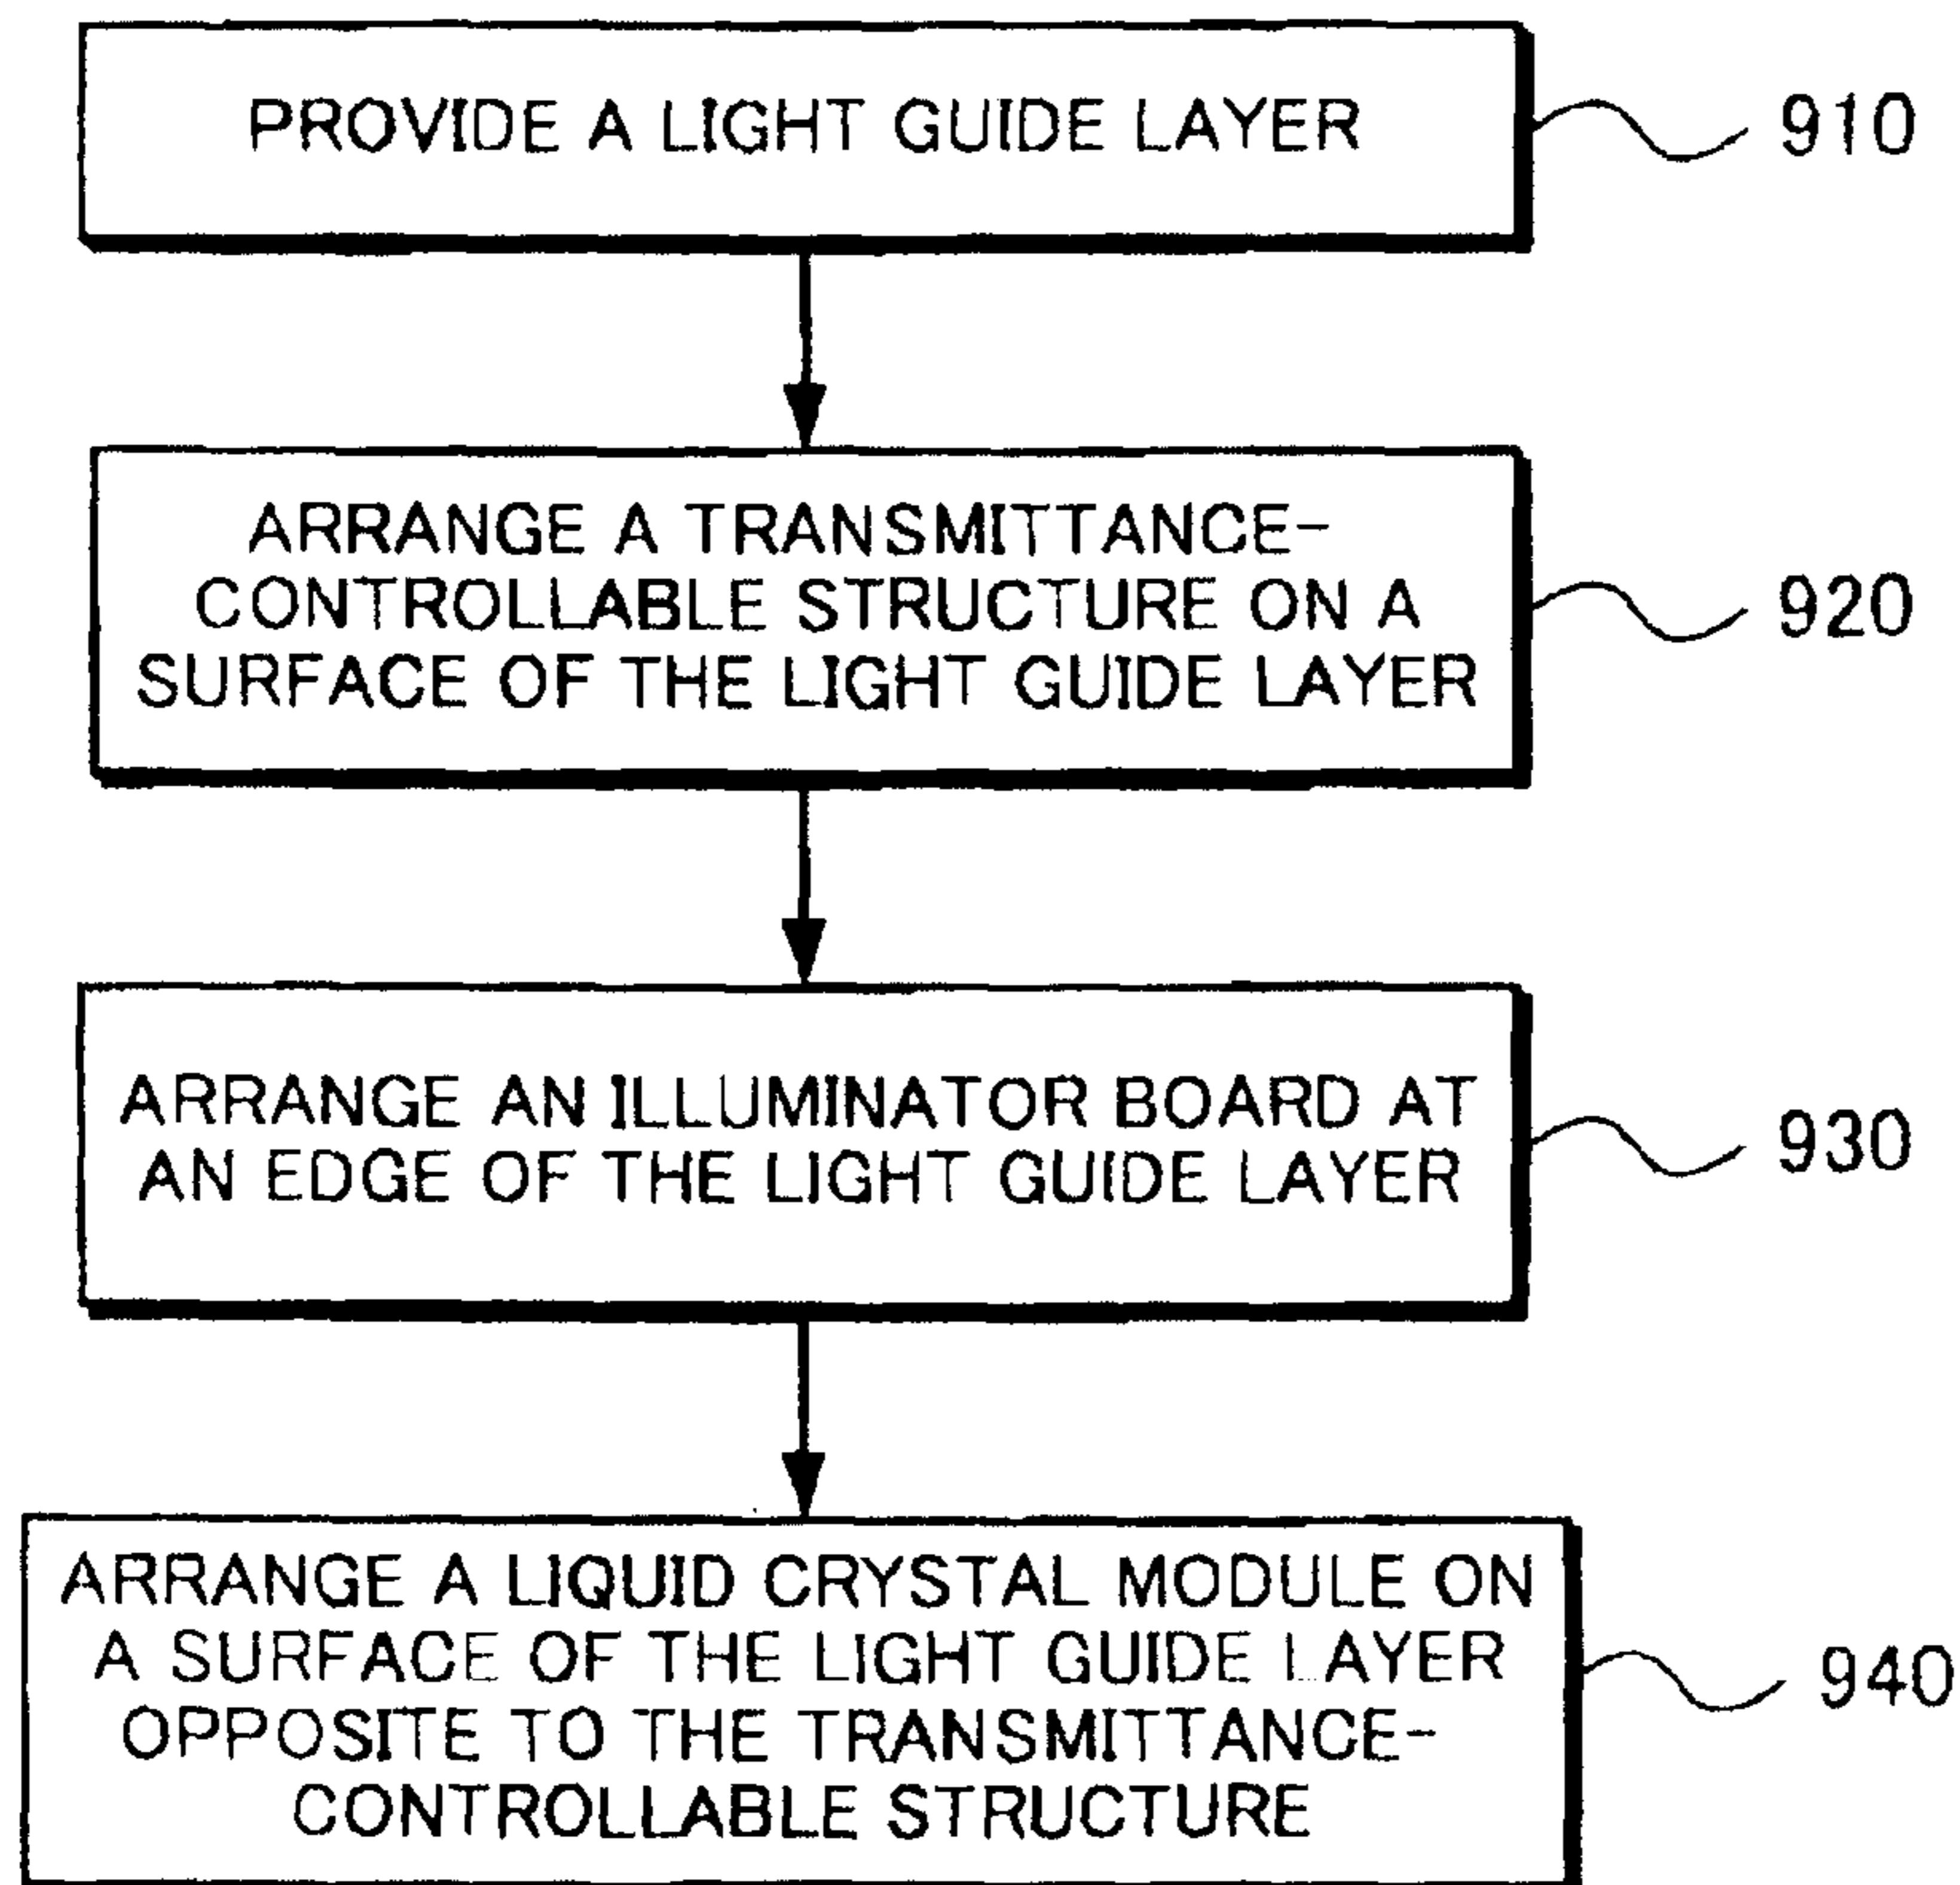 PROVIDE A LIGHT GUIDE LAYER
910
ARRANGE A TRANSMITTANCE-
CONTROLLABLE STRUCTURE ON A
SURFACE OF THE LIGHT GUIDE LAYER
920
ARRANGE AN ILLUMINATOR BOARD AT
AN EDGE OF THE LIGHT GUIDE LAYER
930
ARRANGE A LIQUID CRYSTAL MODULE ON
A SURFACE OF THE LIGHT GUIDE LAYER
OPPOSITE TO THE TRANSMITTANCE-
CONTROLLABLE STRUCTURE
940